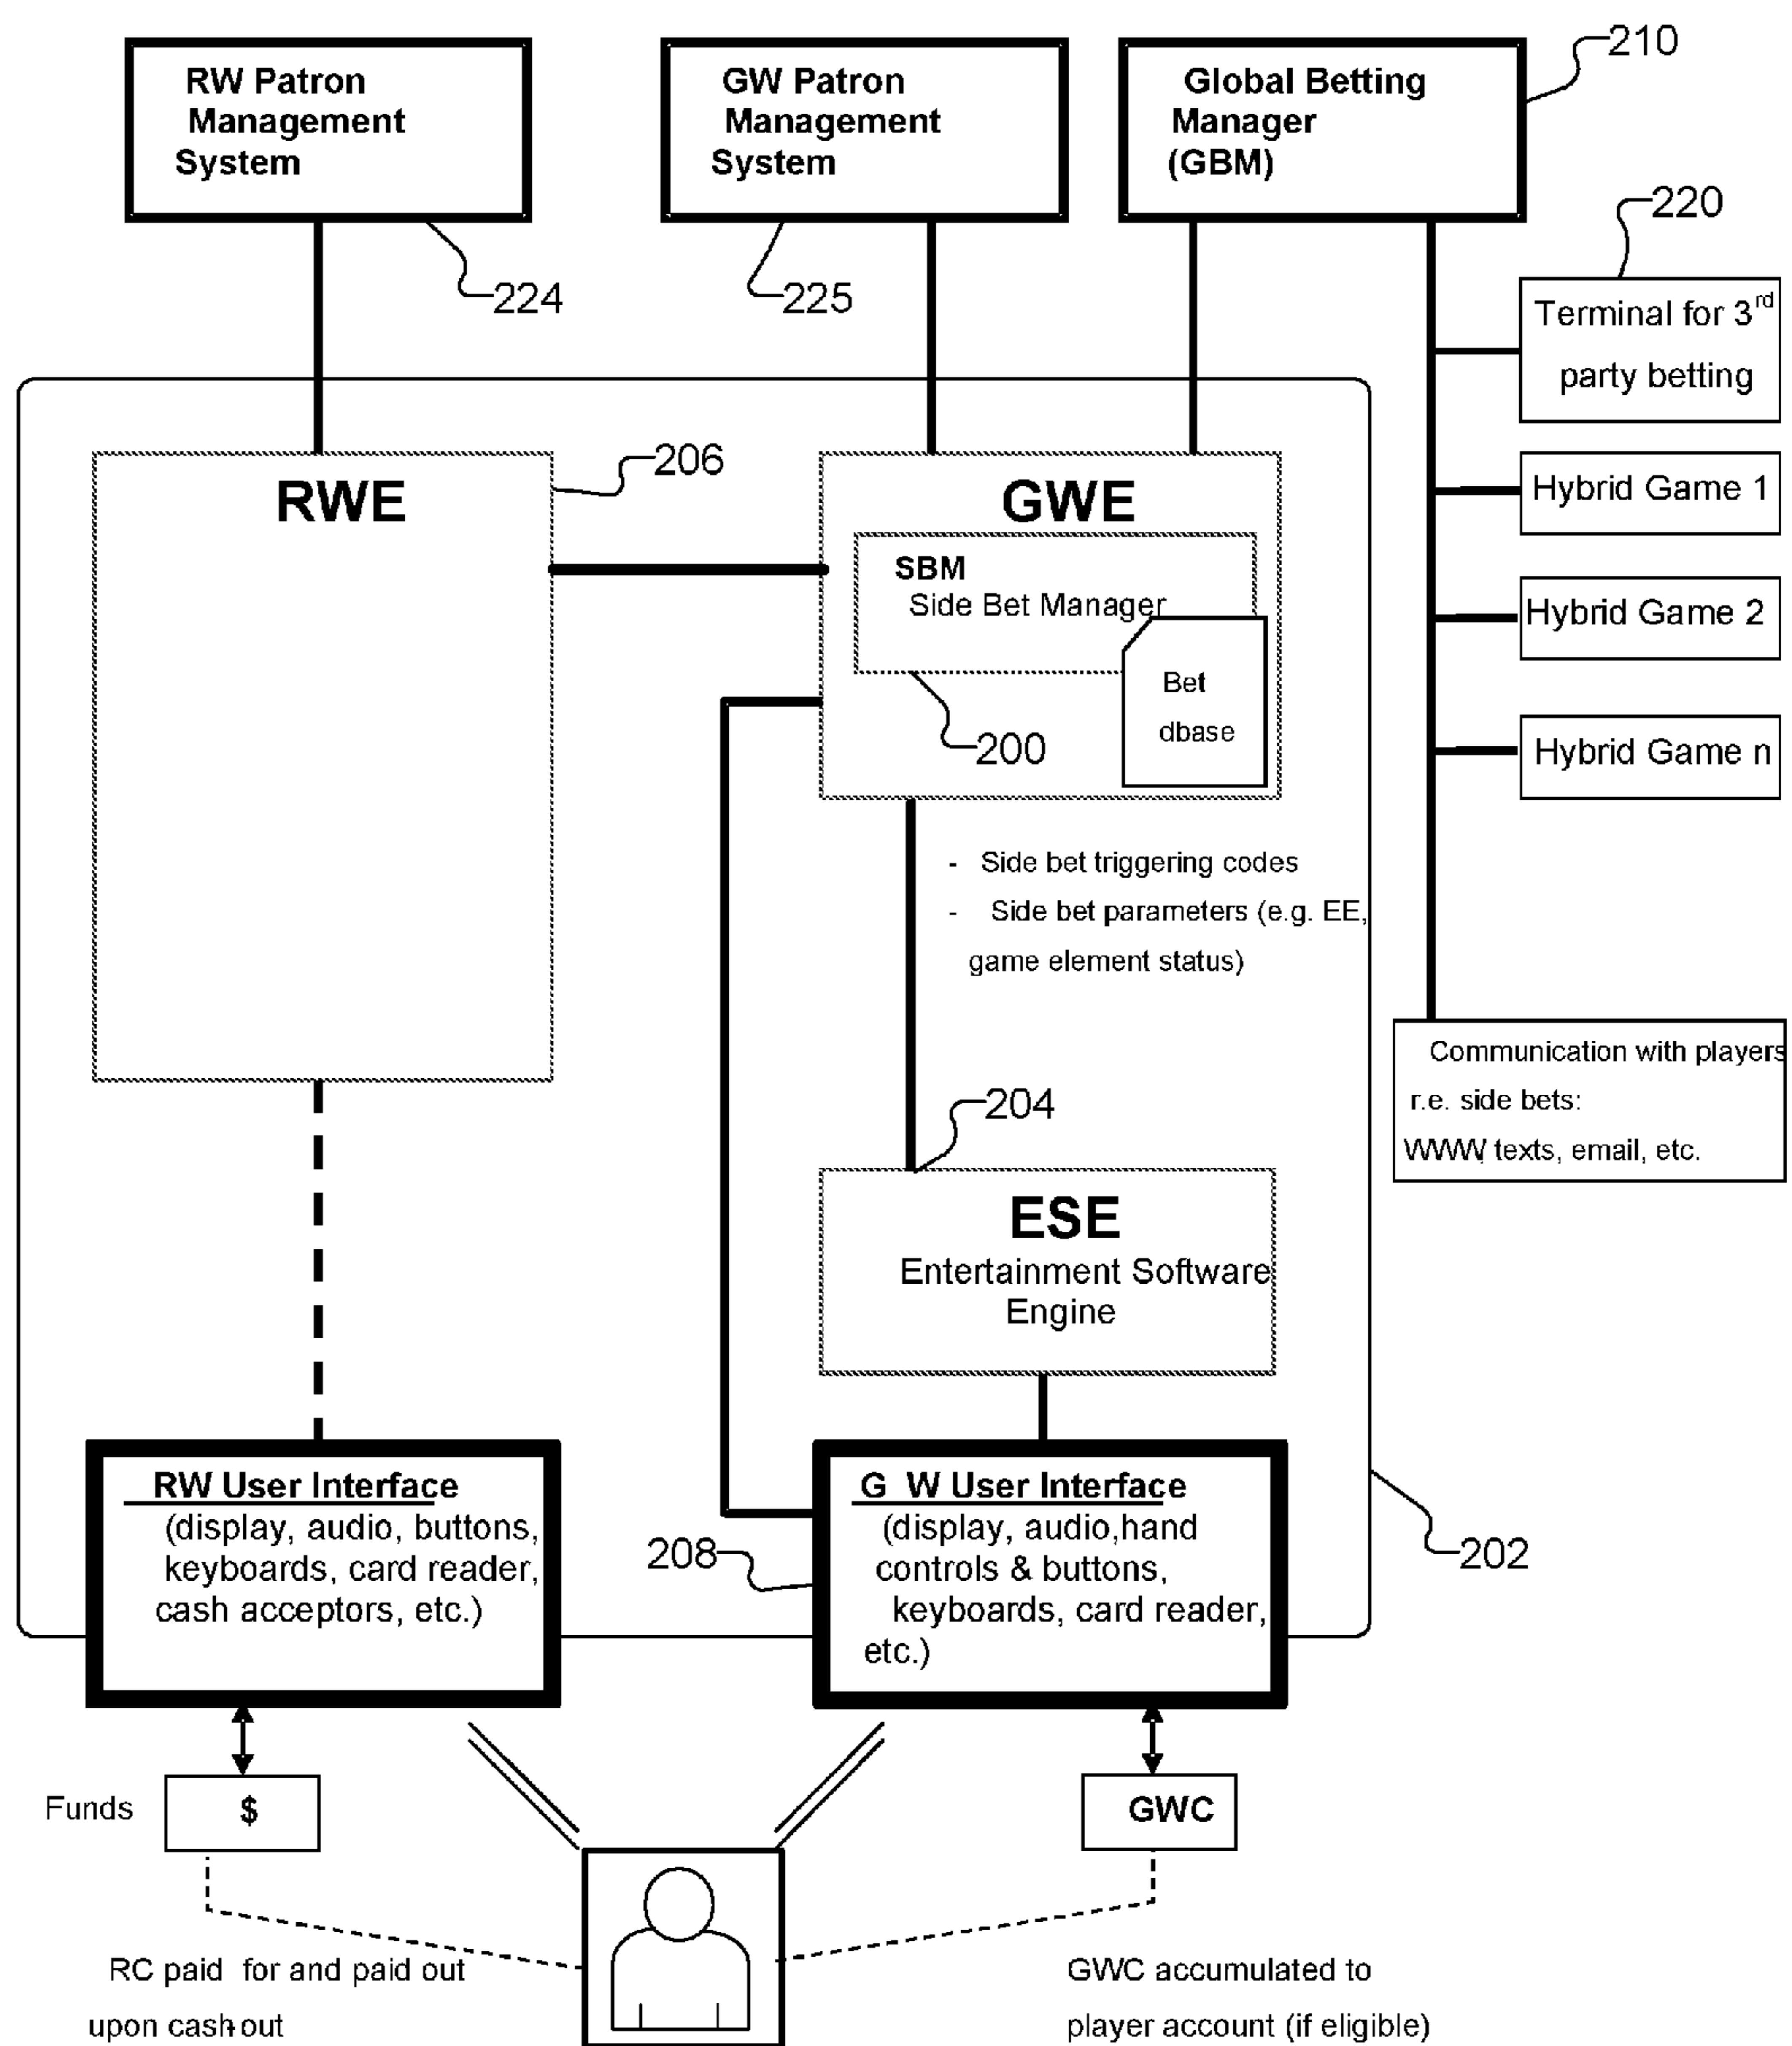 210
RW Patron
Management
System
GW Patron
Management
System
Global Betting
Manager
(GBM)
220
224
225
Terminal for 3rd
party betting
206
RWE
GWE
Hybrid Game 1
SBM
Side Bet Manager
Hybrid Game 2
Bet
dbase
200
Hybrid Game n
- Side bet triggering codes
- Side bet parameters (e.g. EE,
game element status)
Communication with players
r.e. side bets:
WWW, texts, email, etc.
204
ESE
Entertainment Software
Engine
RW User Interface
(display, audio, buttons,
keyboards, card reader,
cash acceptors, etc.)
G W User Interface
(display, audio,hand
controls & buttons,
keyboards, card reader,
etc.)
208
202
Funds
$
GWC
RC paid for and paid out
upon cash-out
GWC accumulated to
player account (if eligible)